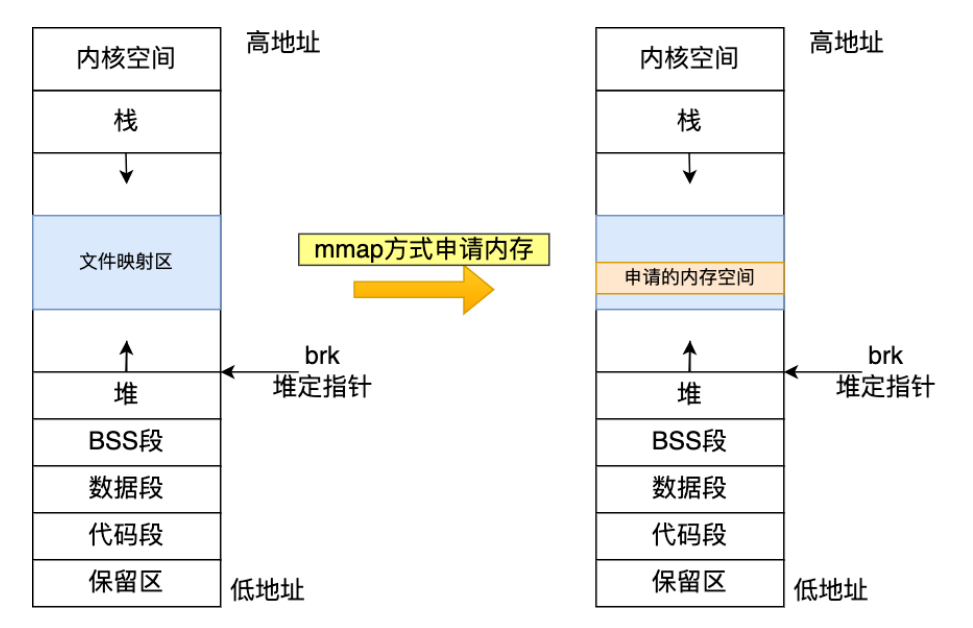 内核空间
高地址
栈
文件映射区
brk
堆定指针
堆
BSS段
数据段
代码段
保留区
低地址
mmap方式申请内存
内核空间
高地址
栈
申请的内存空间
brk
堆定指针
堆
BSS段
数据段
代码段
保留区
低地址